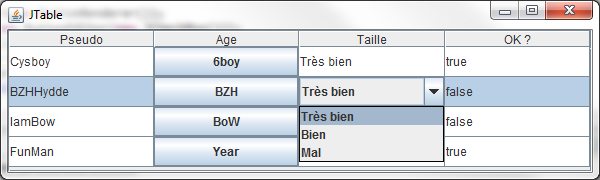 JTable
Pseudo Age Taille OK ?
Cysboy 6boy Très bien true
BZHHydde BZH Très bien false
IamBow BoW Très bien false
Bien
FunMan Year Mal true